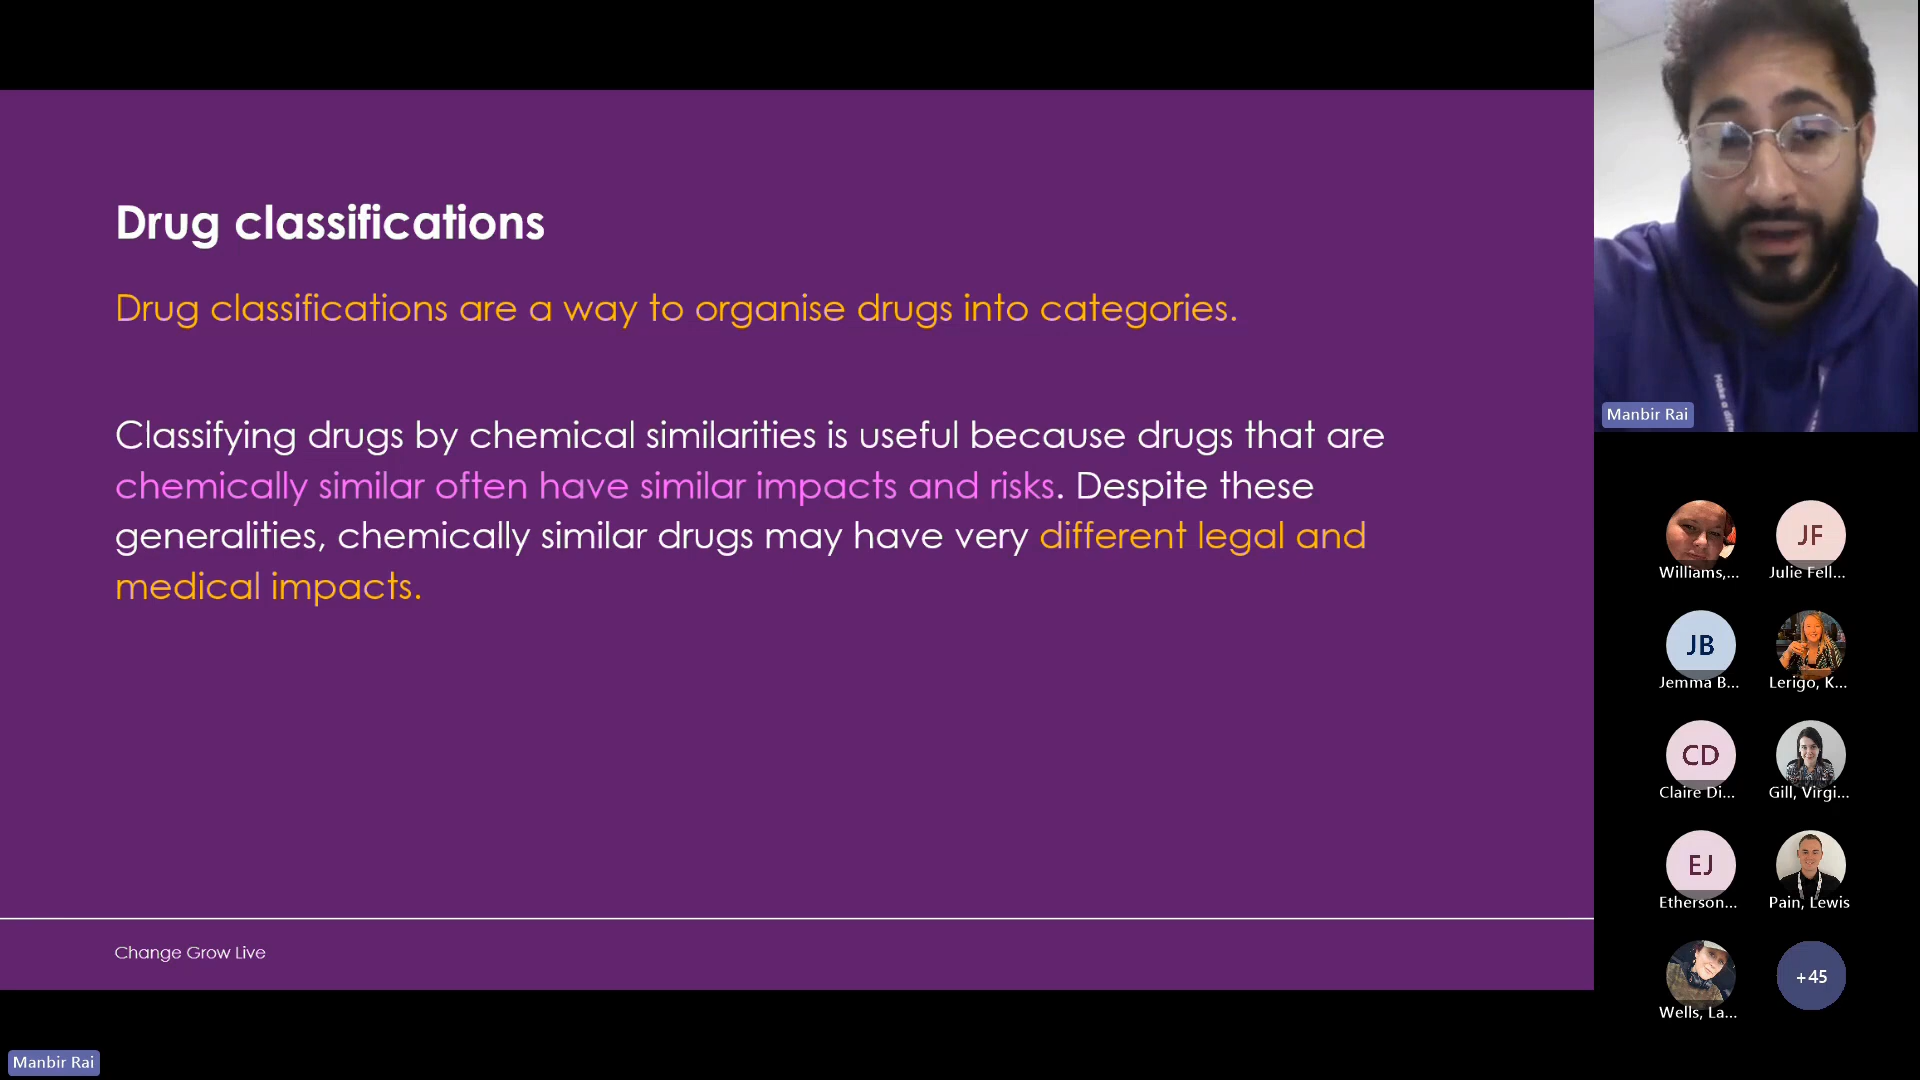 Drug classifications
Drug classifications are a way to organise drugs into categories.
Classifying drugs by chemical similarities is useful because drugs that are
chemically similar often have similar impacts and risks. Despite these
generalities, chemically similar drugs may have very different legal and
medical impacts.
Change Grow Live
Manbir Rai
Manbir Rai
Williams,...
JF
Julie Fell...
JB
Jemma B...
Lerigo, K...
CD
Claire Di...
Gill, Virgi...
EJ
Etherson...
Pain, Lewis
Wells, La...
+45